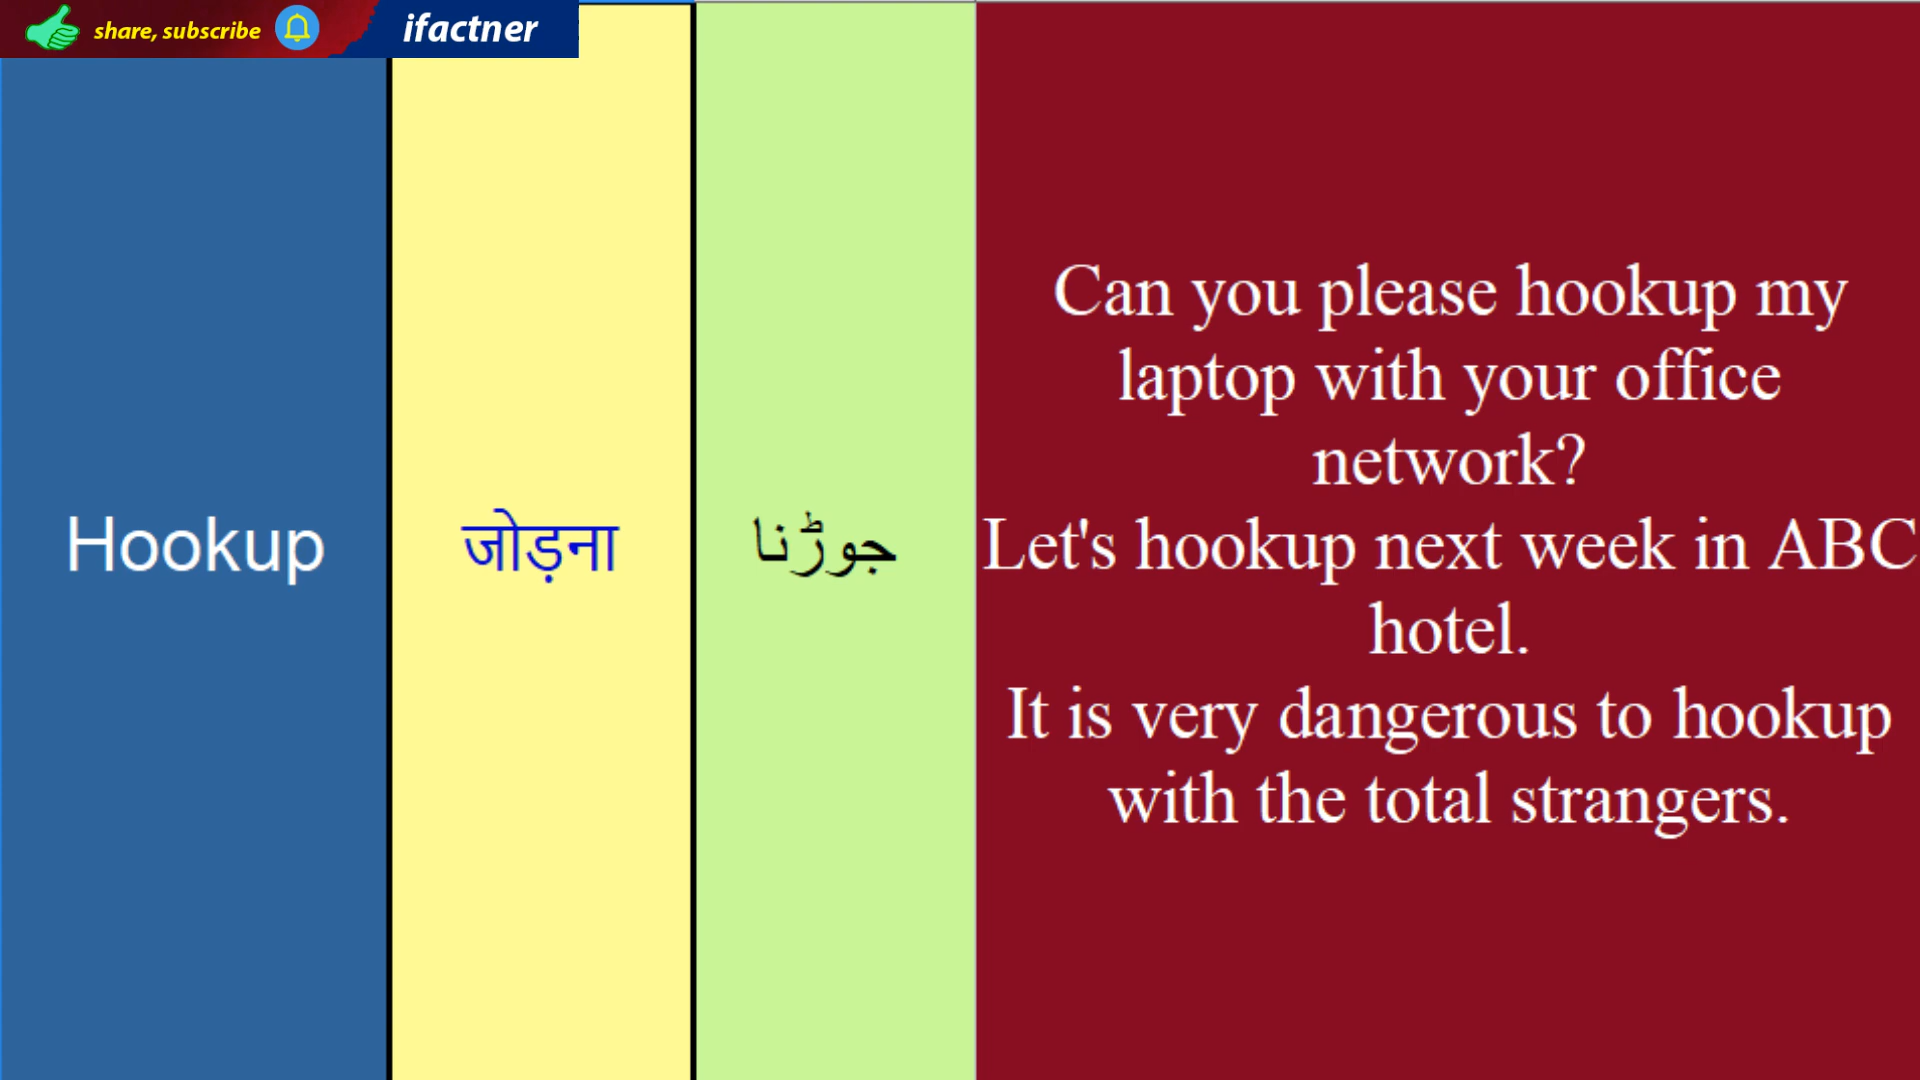 share, subscribe
ifactner
Hookup
जोड़ना
جوڑنا
Can you please hookup my
laptop with your office
network?
Let's hookup next week in ABC
hotel.
It is very dangerous to hookup
with the total strangers.